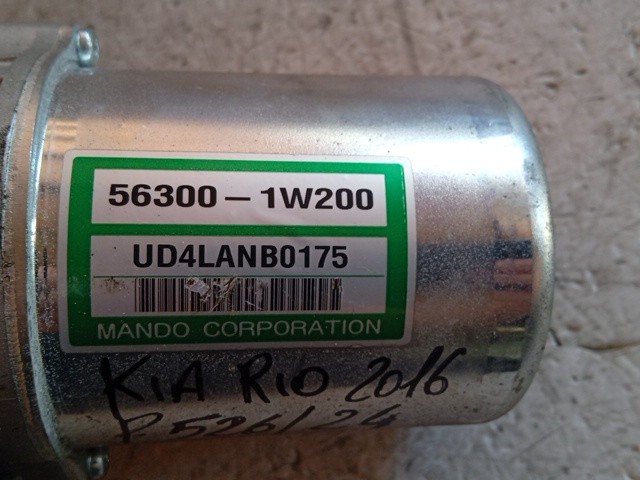 56300 – 1W200
UD4LANB0175
MANDO CORPORATION
KIA RIO 2016
P526/24